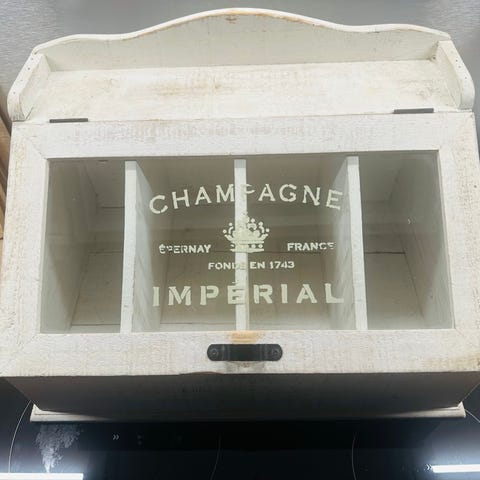 CHAMPAGNE
ÉPERNAY FRANCE
FONDÉ EN 1743
IMPÉRIAL